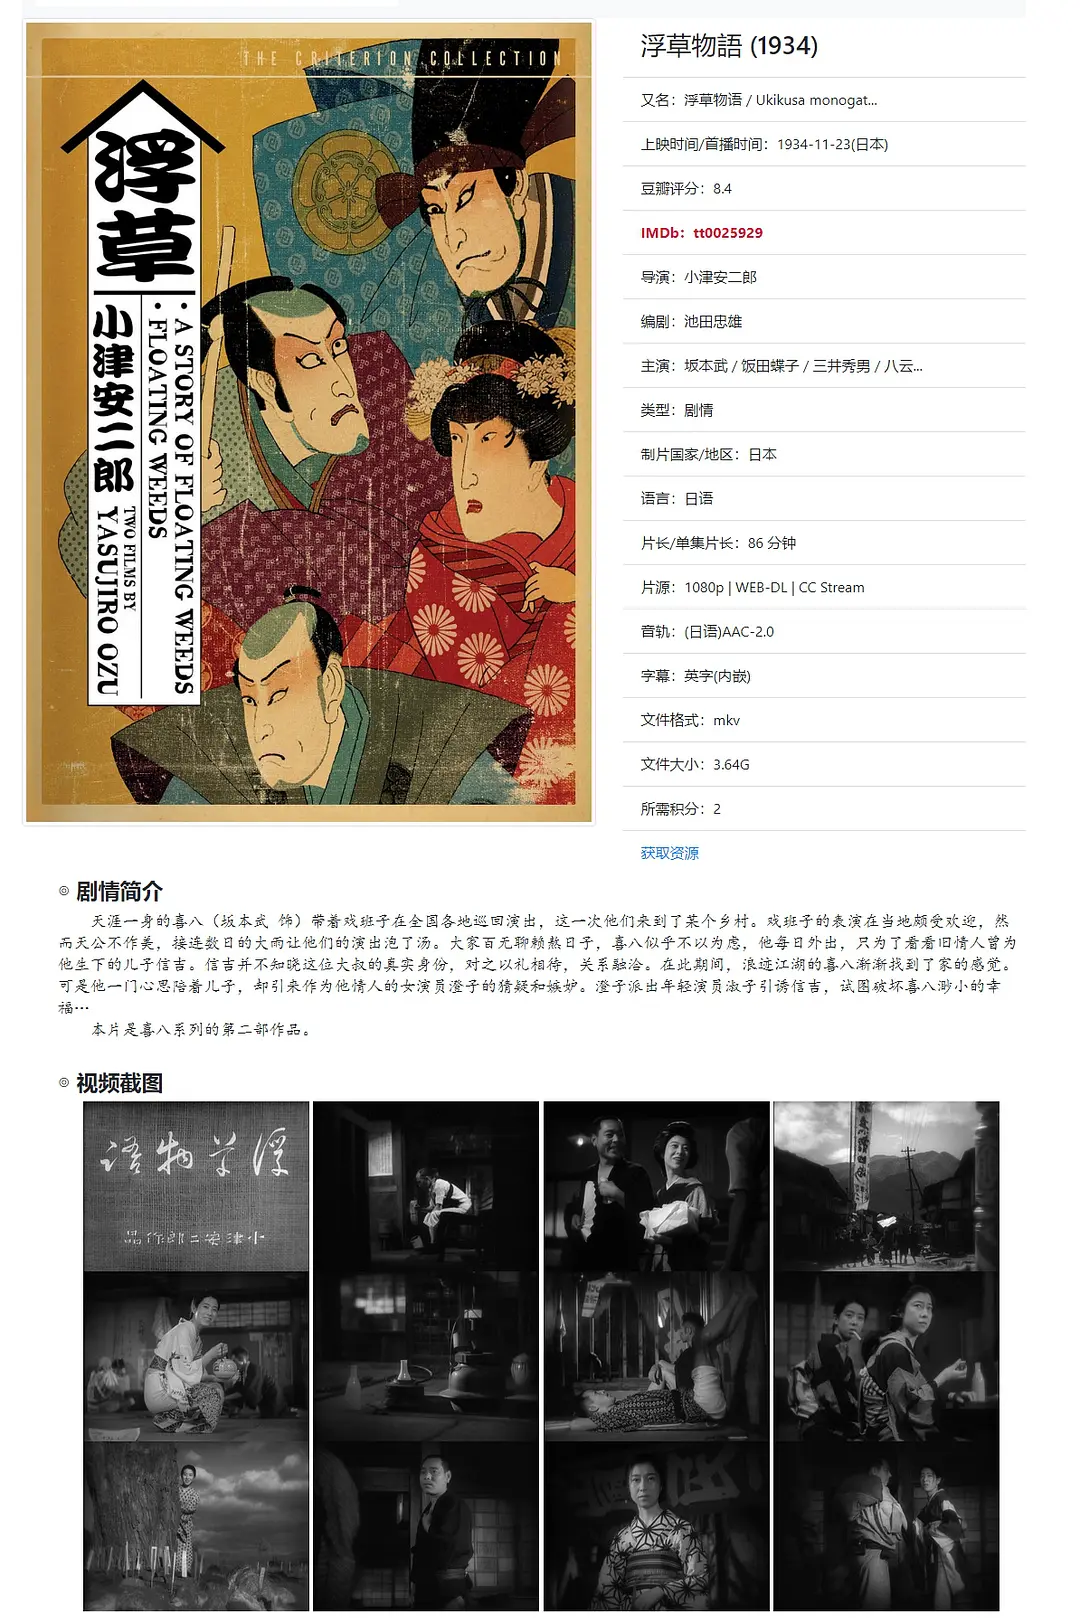 THE CRITERION COLLECTION
浮草
小津安二郎
· A STORY OF FLOATING WEEDS
· FLOATING WEEDS
TWO FILMS BY
YASUJIRO OZU
浮草物語 (1934)
又名：浮草物语 / Ukikusa monogat...
上映时间/首播时间：1934-11-23(日本)
豆瓣评分：8.4
IMDb：tt0025929
导演：小津安二郎
编剧：池田忠雄
主演：坂本武 / 饭田蝶子 / 三井秀男 / 八云...
类型：剧情
制片国家/地区：日本
语言：日语
片长/单集片长：86 分钟
片源：1080p | WEB-DL | CC Stream
音轨：(日语)AAC-2.0
字幕：英字(内嵌)
文件格式：mkv
文件大小：3.64G
所需积分：2
获取资源
剧情简介
天涯一身的喜八（坂本武 饰）带着戏班子在全国各地巡回演出，这一次他们来到了某个乡村。戏班子的表演在当地颇受欢迎，然
而天公不作美，接连数日的大雨让他们的演出泡了汤。大家百无聊赖熬日子，喜八似乎不以为虑，他每日外出，只为了看看旧情人曾为
他生下的儿子信吉。信吉并不知晓这位大叔的真实身份，对之以礼相待，关系融洽。在此期间，浪迹江湖的喜八渐渐找到了家的感觉。
可是他一门心思陪着儿子，却引来作为他情人的女演员澄子的猜疑和嫉妒。澄子派出年轻演员淑子引诱信吉，试图破坏喜八渺小的幸
福…
本片是喜八系列的第二部作品。
视频截图
浮草物語
小津安二郎作品